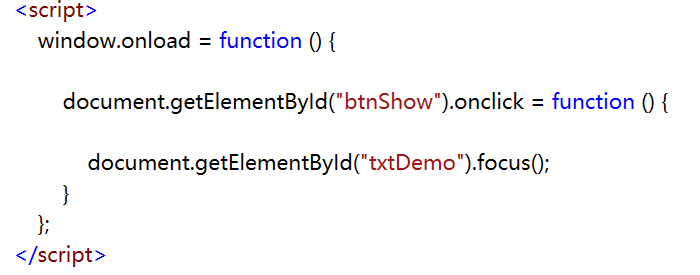 <script>
window.onload = function () {
document.getElementById("btnShow").onclick = function () {
document.getElementById("txtDemo").focus();
}
};
</script>